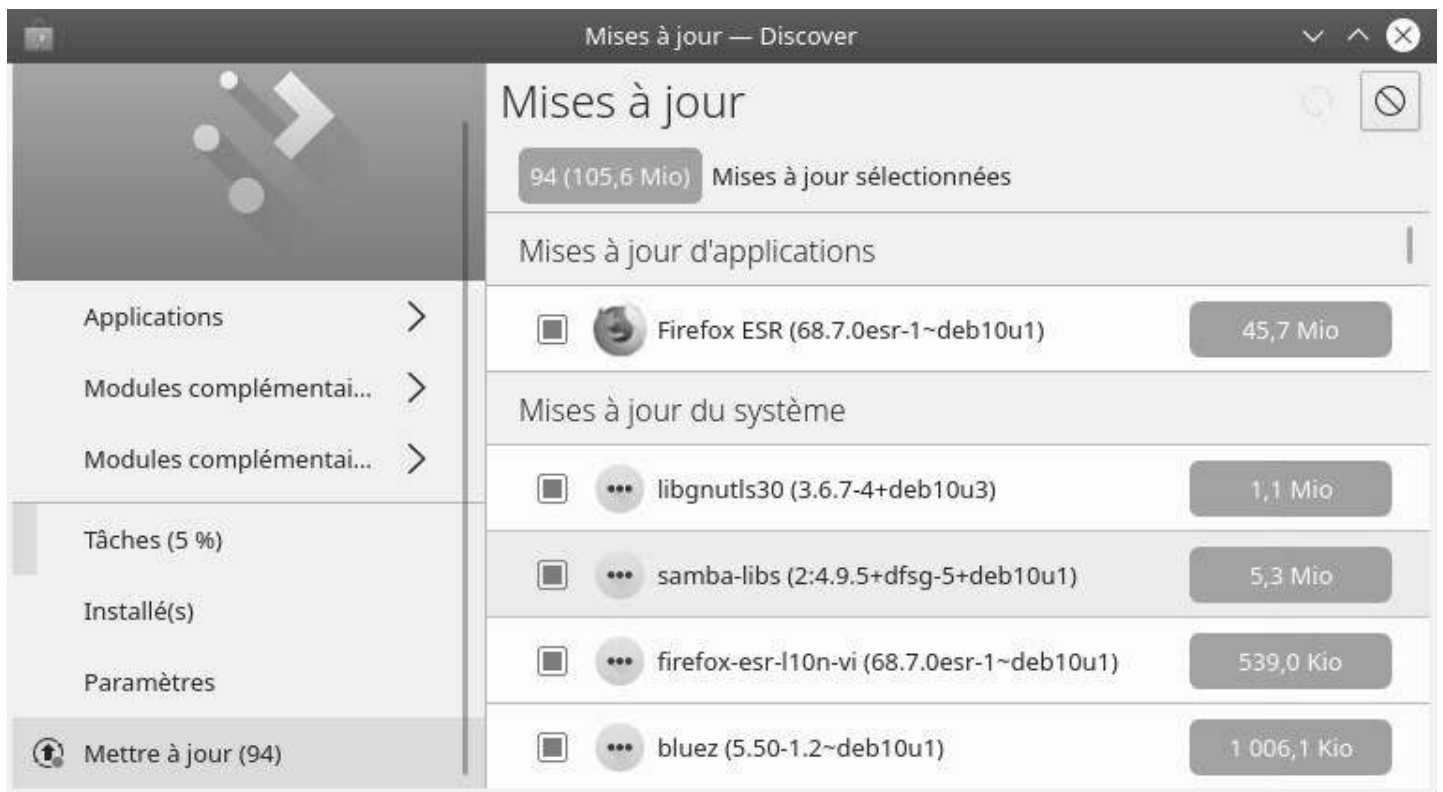 Mises à jour — Discover
Mises à jour
94 (105,6 Mio) Mises à jour sélectionnées
Mises à jour d'applications
Firefox ESR (68.7.0esr-1~deb10u1) 45,7 Mio
Mises à jour du système
libgnutls30 (3.6.7-4+deb10u3) 1,1 Mio
samba-libs (2:4.9.5+dfsg-5+deb10u1) 5,3 Mio
firefox-esr-l10n-vi (68.7.0esr-1~deb10u1) 539,0 Kio
bluez (5.50-1.2~deb10u1) 1 006,1 Kio
Applications
Modules complémentai...
Modules complémentai...
Tâches (5 %)
Installé(s)
Paramètres
Mettre à jour (94)